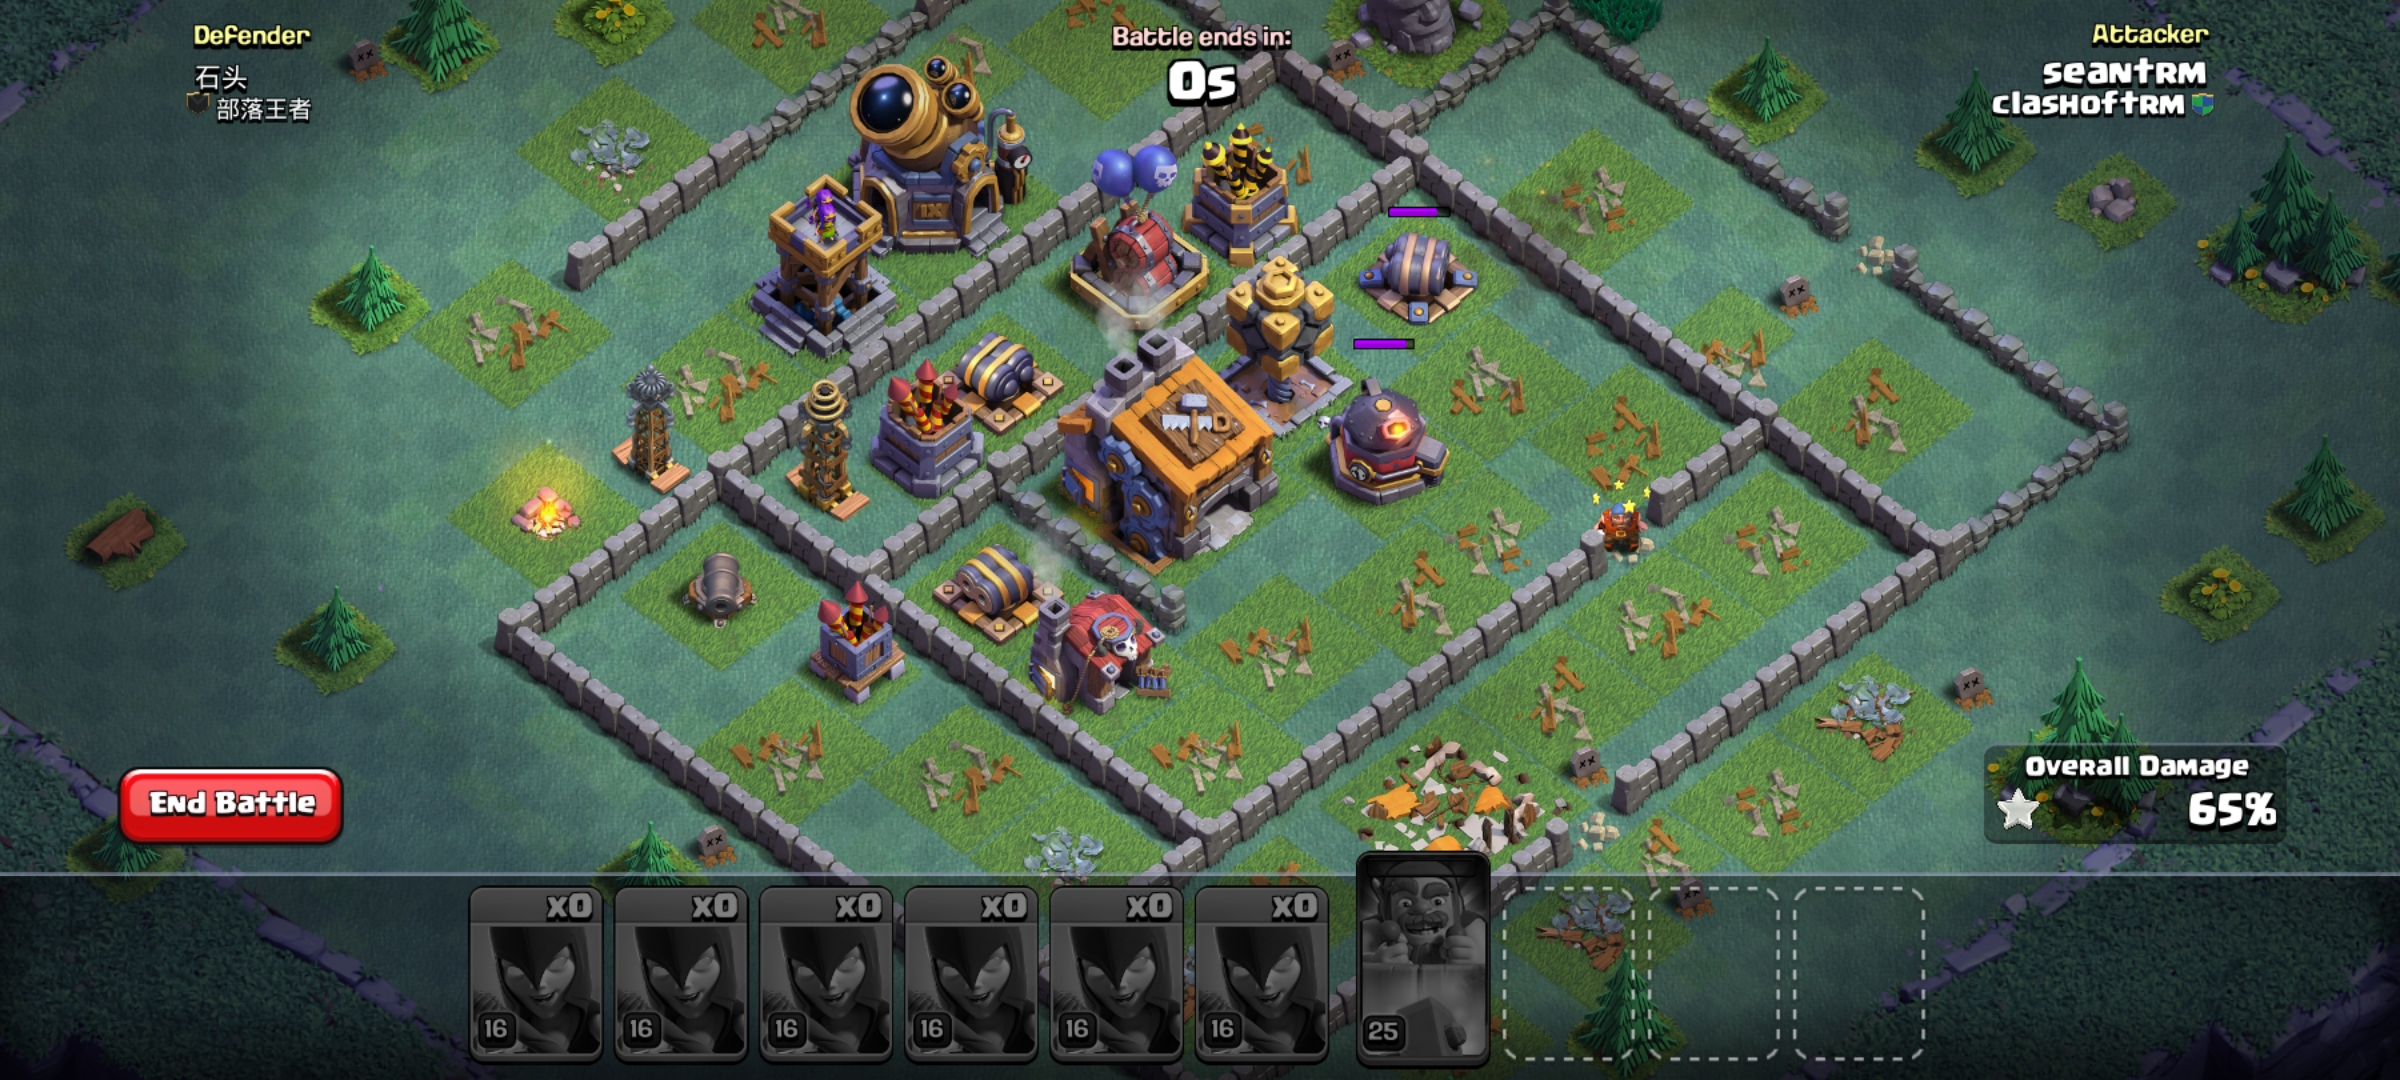 Defender
石头
部落王者
Battle ends in:
0s
Attacker
seantRM
clashoftRM
IX
End Battle
Overall Damage
65%
x0
x0
x0
x0
x0
x0
16
16
16
16
16
16
25